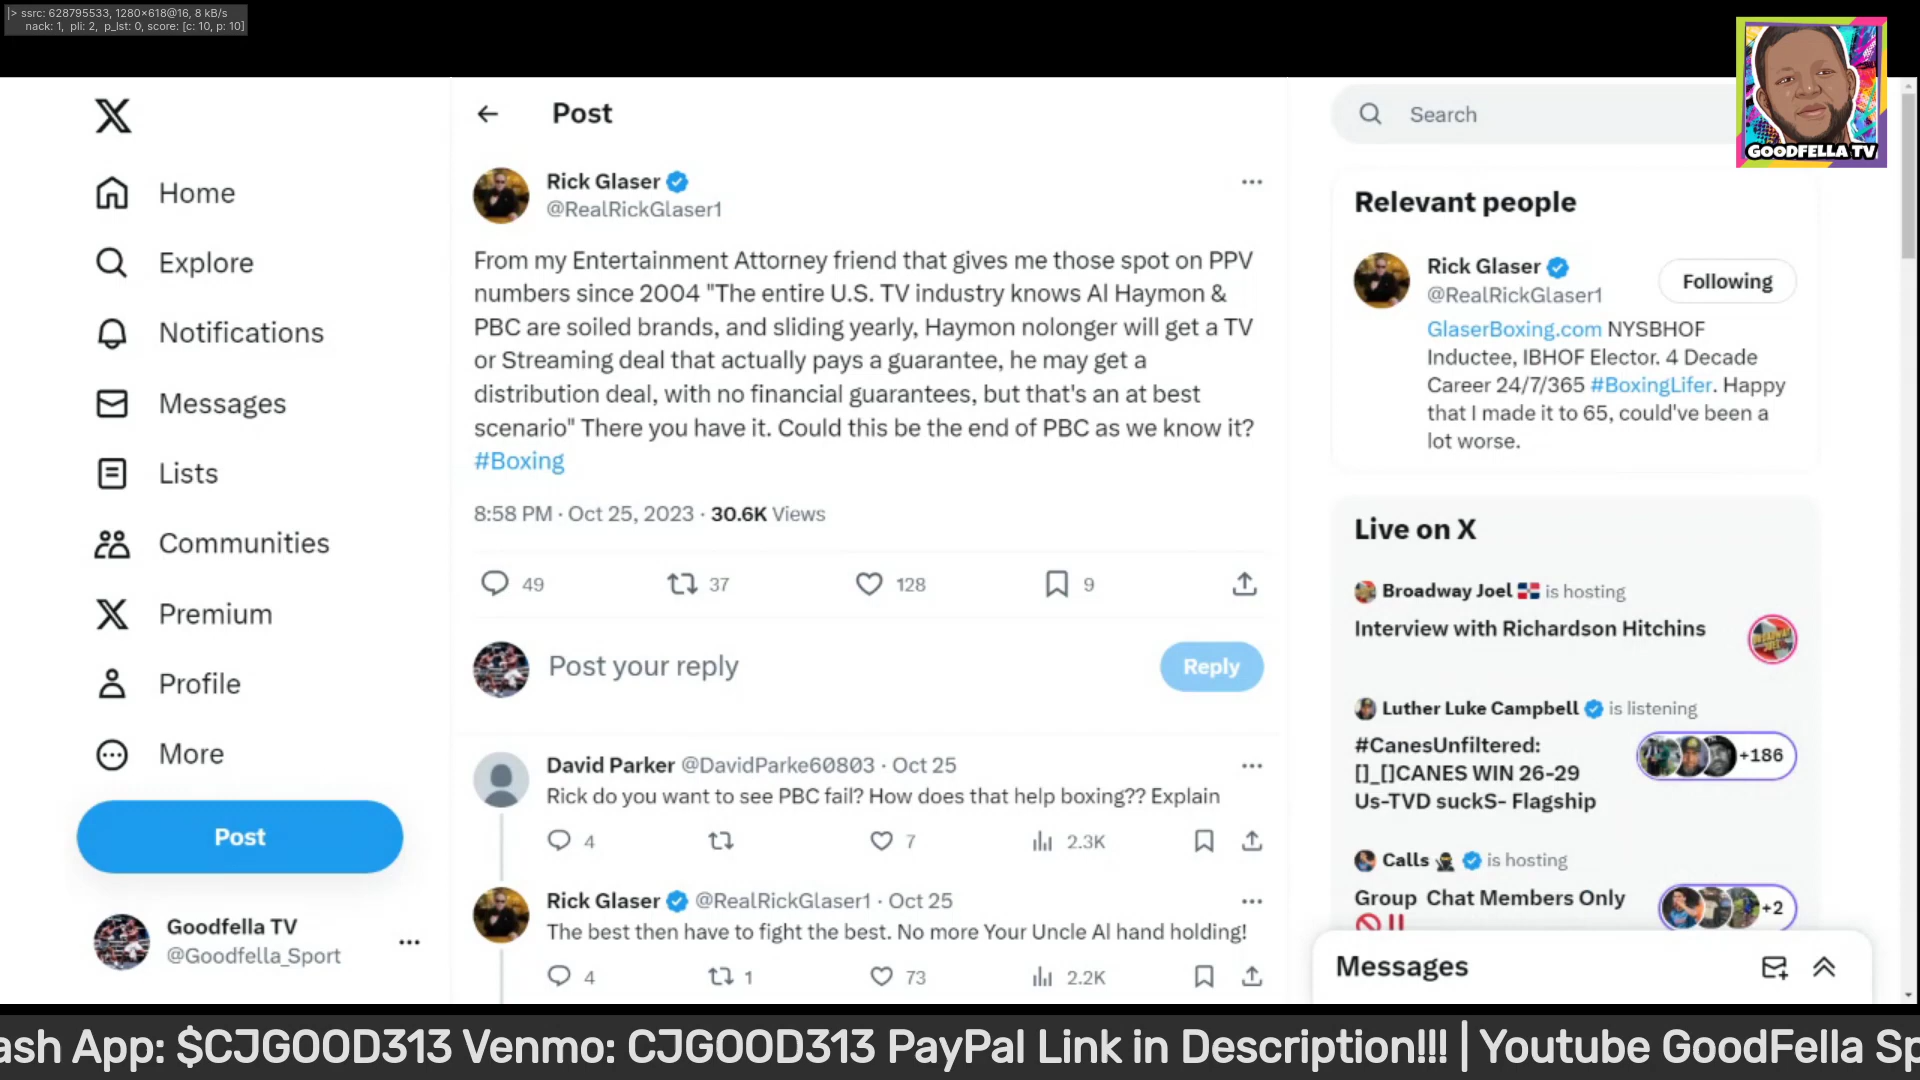 |> ssrc: 628795533, 1280×618@16, 8 kB/s
nack: 1, pli: 2, p_lst: 0, score: [c: 10, p: 10]
GOODFELLA TV
Home
Explore
Notifications
Messages
Lists
Communities
Premium
Profile
More
Post
Goodfella TV
@Goodfella_Sport
Post
Rick Glaser
@RealRickGlaser1
From my Entertainment Attorney friend that gives me those spot on PPV
numbers since 2004 "The entire U.S. TV industry knows Al Haymon &
PBC are soiled brands, and sliding yearly, Haymon nolonger will get a TV
or Streaming deal that actually pays a guarantee, he may get a
distribution deal, with no financial guarantees, but that's an at best
scenario" There you have it. Could this be the end of PBC as we know it?
#Boxing
8:58 PM · Oct 25, 2023 · 30.6K Views
49 37 128 9
Post your reply
Reply
David Parker @DavidParke60803 · Oct 25
Rick do you want to see PBC fail? How does that help boxing?? Explain
4 7 2.3K
Rick Glaser @RealRickGlaser1 · Oct 25
The best then have to fight the best. No more Your Uncle Al hand holding!
4 1 73 2.2K
Search
Relevant people
Rick Glaser
@RealRickGlaser1
Following
GlaserBoxing.com NYSBHOF
Inductee, IBHOF Elector. 4 Decade
Career 24/7/365 #BoxingLifer. Happy
that I made it to 65, could've been a
lot worse.
Live on X
Broadway Joel is hosting
Interview with Richardson Hitchins
Luther Luke Campbell is listening
#CanesUnfiltered:
[]_[]CANES WIN 26-29
Us-TVD suckS- Flagship
+186
Calls is hosting
Group Chat Members Only
+2
Messages
ash App: $CJGOOD313 Venmo: CJGOOD313 PayPal Link in Description!!! | Youtube GoodFella Sp